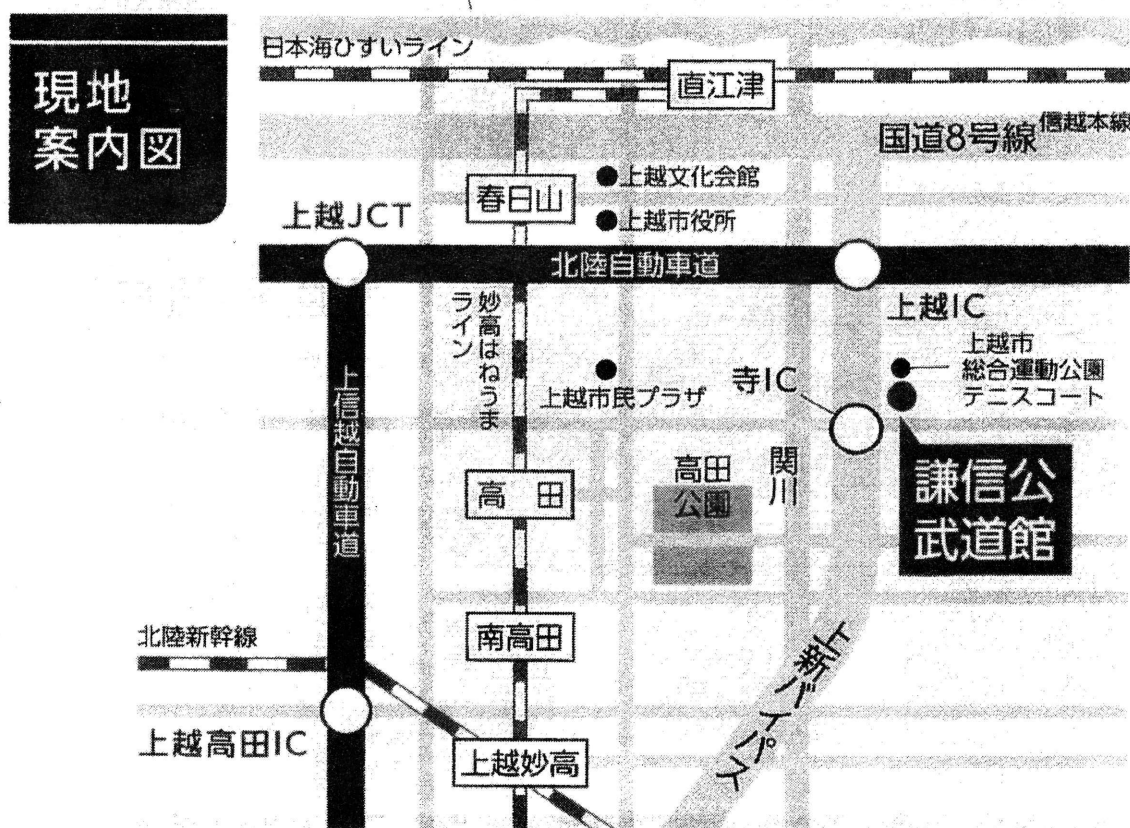 現地
案内図
日本海ひすいライン
直江津
国道8号線
信越本線
春日山
上越文化会館
上越市役所
上越JCT
北陸自動車道
上越IC
妙高はねうま
ライン
上越市
総合運動公園
テニスコート
上越市民プラザ
寺IC
上信越自動車道
高田
高田
公園
関川
謙信公
武道館
南高田
北陸新幹線
上新バイパス
上越高田IC
上越妙高